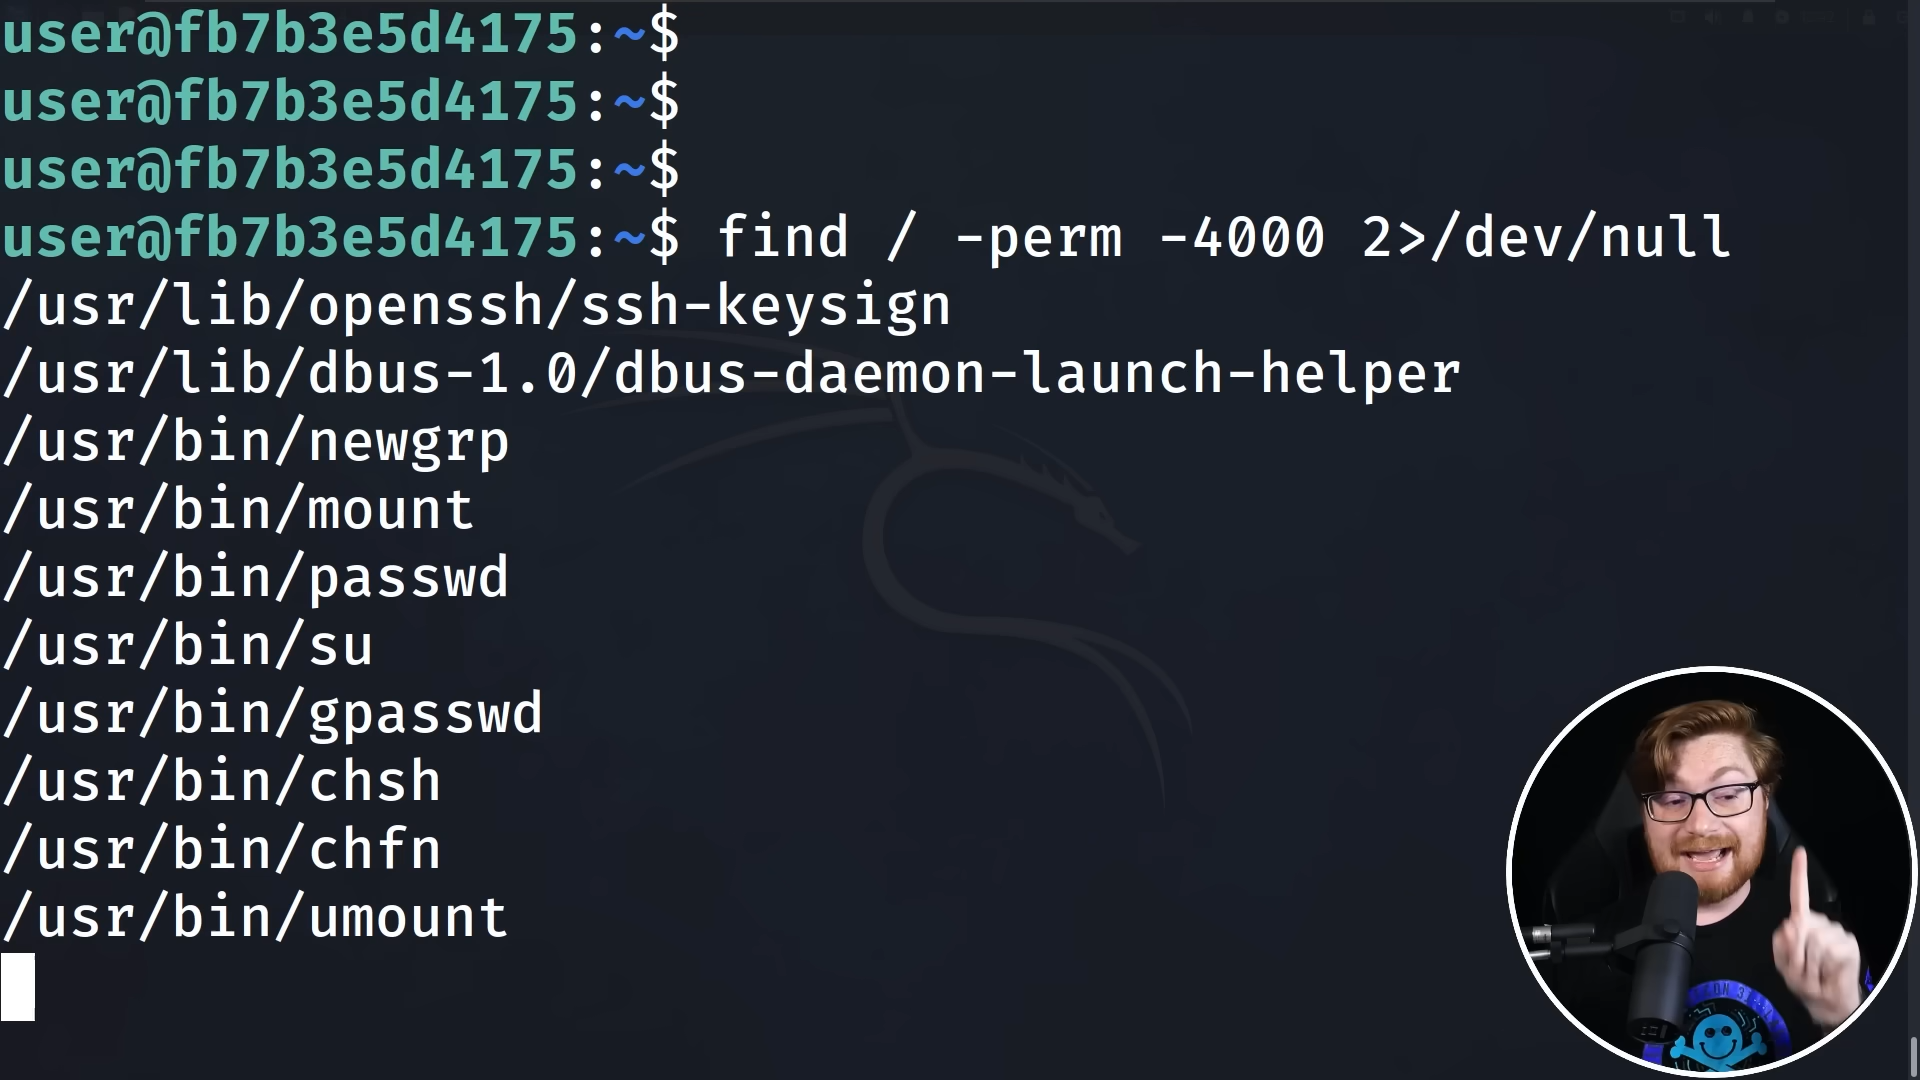 user@fb7b3e5d4175:~$
user@fb7b3e5d4175:~$
user@fb7b3e5d4175:~$
user@fb7b3e5d4175:~$ find / -perm -4000 2>/dev/null
/usr/lib/openssh/ssh-keysign
/usr/lib/dbus-1.0/dbus-daemon-launch-helper
/usr/bin/newgrp
/usr/bin/mount
/usr/bin/passwd
/usr/bin/su
/usr/bin/gpasswd
/usr/bin/chsh
/usr/bin/chfn
/usr/bin/umount